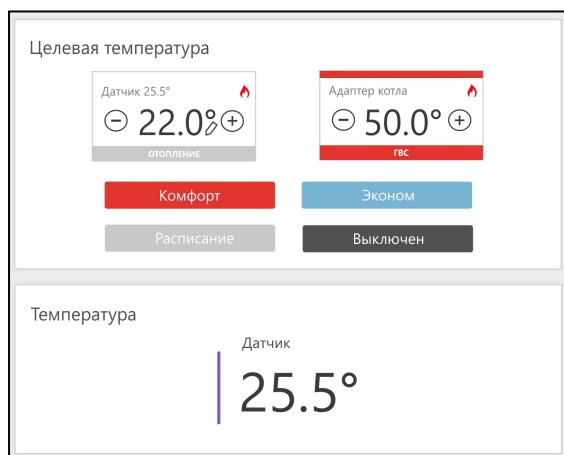 Целевая температура
Датчик 25.5°
22.0°
ОТОПЛЕНИЕ
Адаптер котла
50.0°
ГВС
Комфорт
Эконом
Расписание
Выключен
Температура
Датчик
25.5°